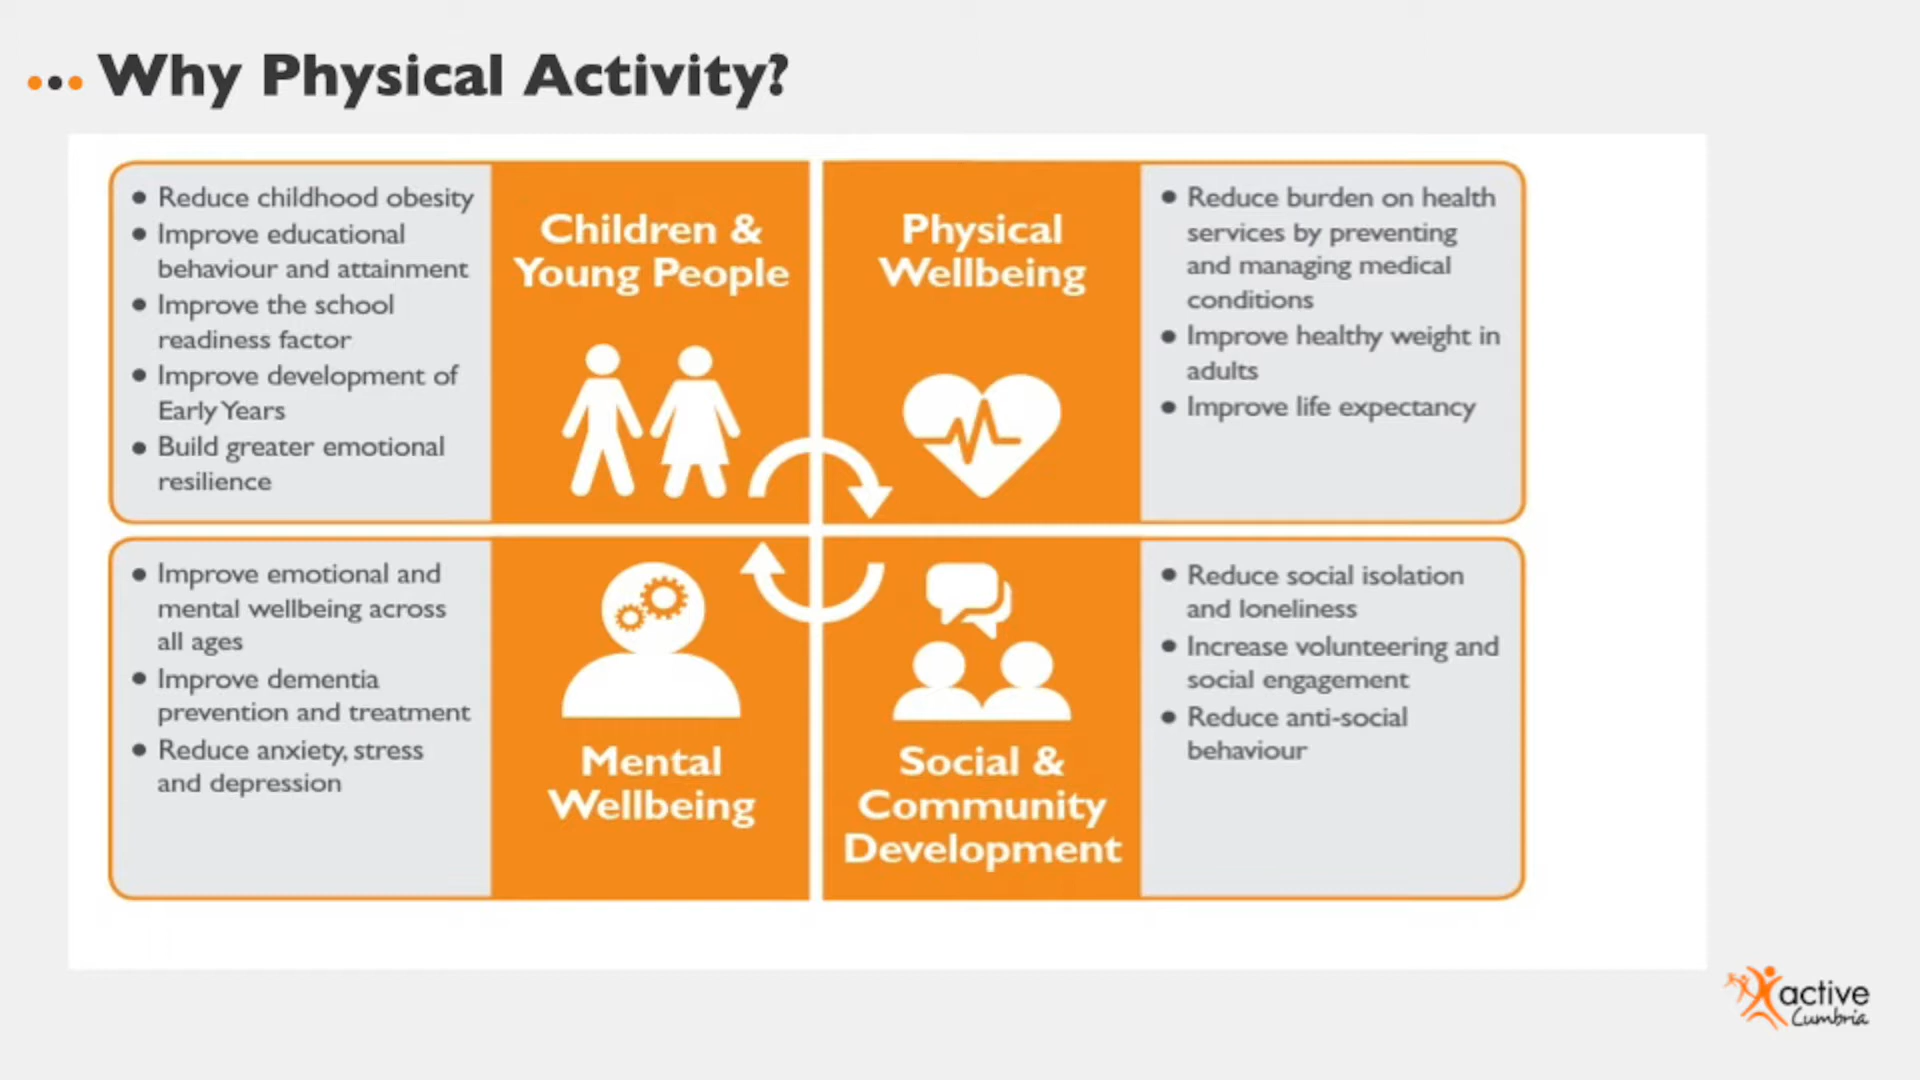 Why Physical Activity?
• Reduce childhood obesity
• Improve educational
behaviour and attainment
• Improve the school
readiness factor
• Improve development of
Early Years
• Build greater emotional
resilience
Children &
Young People
Physical
Wellbeing
• Reduce burden on health
services by preventing
and managing medical
conditions
• Improve healthy weight in
adults
• Improve life expectancy
• Improve emotional and
mental wellbeing across
all ages
• Improve dementia
prevention and treatment
• Reduce anxiety, stress
and depression
Mental
Wellbeing
Social &
Community
Development
• Reduce social isolation
and loneliness
• Increase volunteering and
social engagement
• Reduce anti-social
behaviour
active
Cumbria